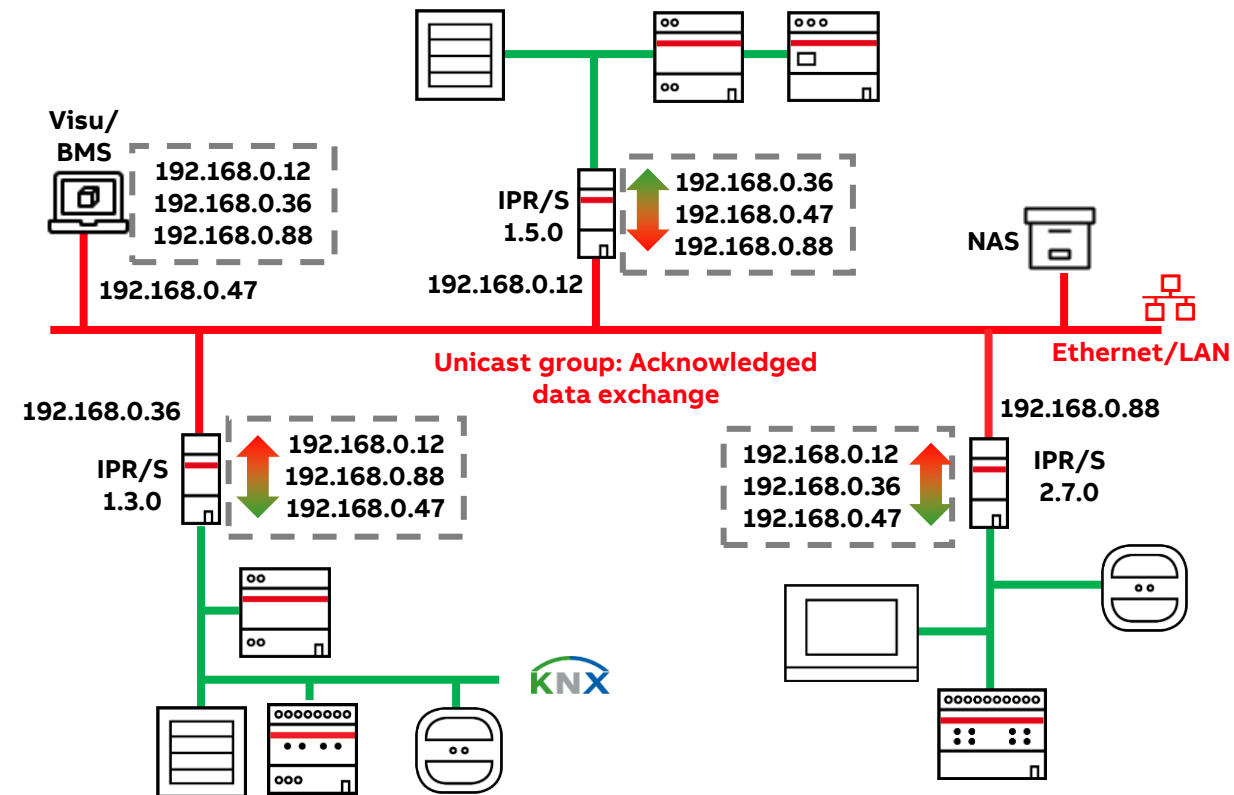 Visu/
BMS
192.168.0.12
192.168.0.36
192.168.0.88
192.168.0.47
IPR/S
1.5.0
192.168.0.36
192.168.0.47
192.168.0.88
192.168.0.12
NAS
Ethernet/LAN
Unicast group: Acknowledged
data exchange
192.168.0.36
IPR/S
1.3.0
192.168.0.12
192.168.0.88
192.168.0.47
192.168.0.88
192.168.0.12
192.168.0.36
192.168.0.47
IPR/S
2.7.0
KNX